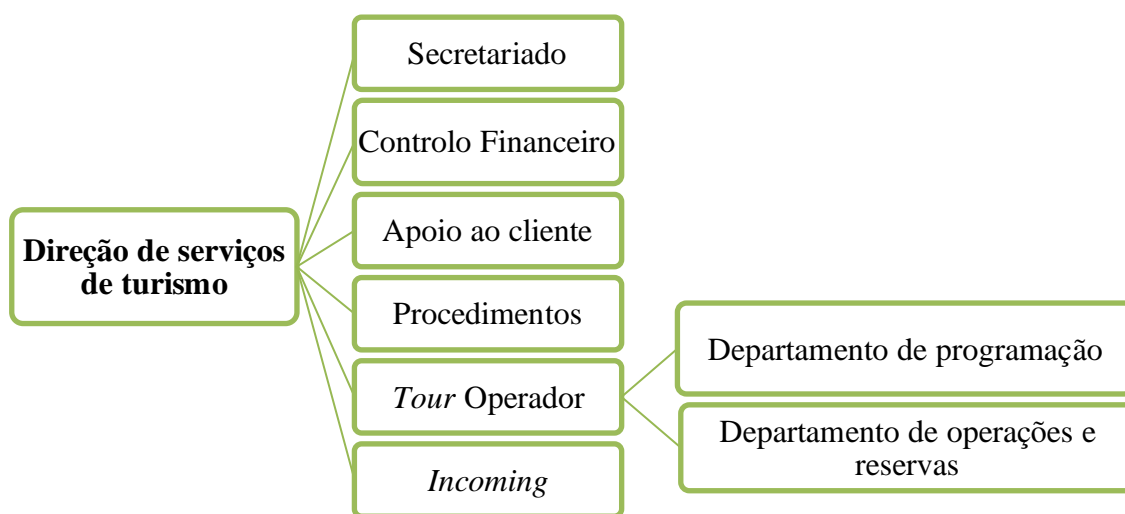 Secretariado
Controlo Financeiro
Apoio ao cliente
Direção de serviços
de turismo
Procedimentos
Tour Operador
Incoming
Departamento de programação
Departamento de operações e
reservas